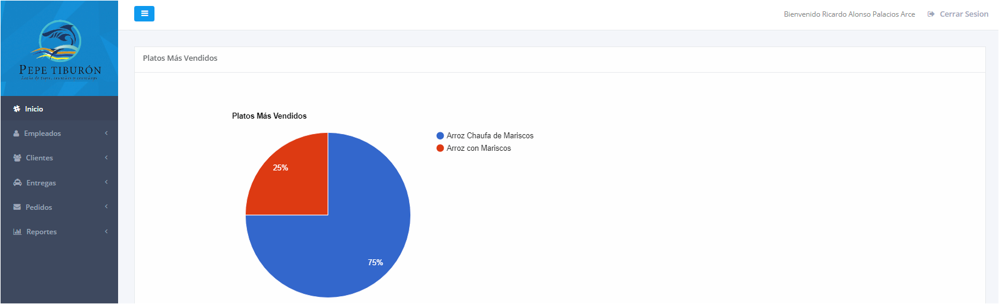 PEPE TIBURÓN
Bienvenido Ricardo Alonso Palacios Arce
Cerrar Sesion
Inicio
Empleados
Clientes
Entregas
Pedidos
Reportes
Platos Más Vendidos
Platos Más Vendidos
Arroz Chaufa de Mariscos
Arroz con Mariscos
25%
75%